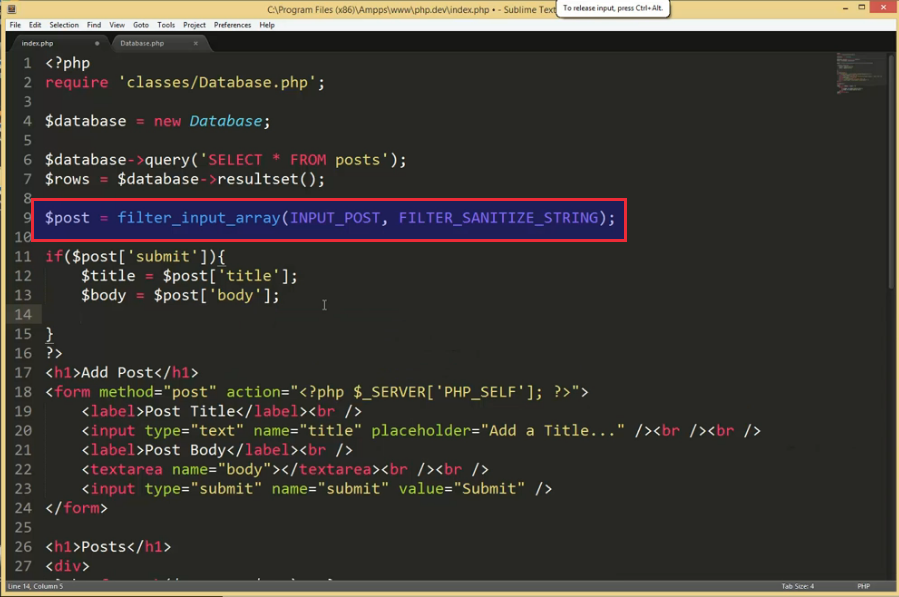 C:\Program Files (x86)\Ampps\www\php.dev\index.php • - Sublime Text
To release input, press Ctrl+Alt.
File Edit Selection Find View Goto Tools Project Preferences Help
index.php Database.php
1 <?php
2 require 'classes/Database.php';
3
4 $database = new Database;
5
6 $database->query('SELECT * FROM posts');
7 $rows = $database->resultset();
8
9 $post = filter_input_array(INPUT_POST, FILTER_SANITIZE_STRING);
10
11 if($post['submit']){
12     $title = $post['title'];
13     $body = $post['body'];
14
15 }
16 ?>
17 <h1>Add Post</h1>
18 <form method="post" action="<?php $_SERVER['PHP_SELF']; ?>">
19     <label>Post Title</label><br />
20     <input type="text" name="title" placeholder="Add a Title..." /><br /><br />
21     <label>Post Body</label><br />
22     <textarea name="body"></textarea><br /><br />
23     <input type="submit" name="submit" value="Submit" />
24 </form>
25
26 <h1>Posts</h1>
27 <div>
Line 14, Column 5 Tab Size: 4 PHP